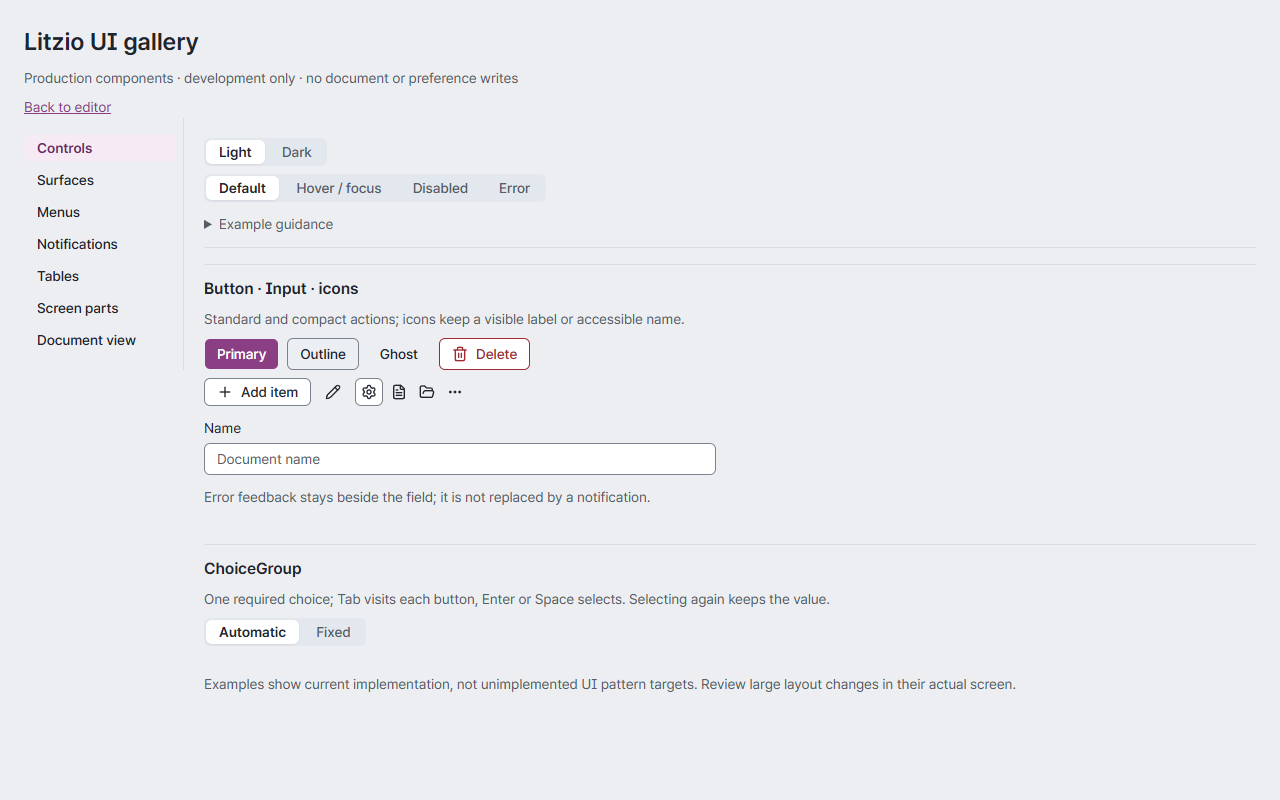 Litzio UI gallery
Production components · development only · no document or preference writes
Back to editor
Controls
Surfaces
Menus
Notifications
Tables
Screen parts
Document view
Light Dark
Default Hover / focus Disabled Error
Example guidance
Button · Input · icons
Standard and compact actions; icons keep a visible label or accessible name.
Primary Outline Ghost Delete
Add item
Name
Document name
Error feedback stays beside the field; it is not replaced by a notification.
ChoiceGroup
One required choice; Tab visits each button, Enter or Space selects. Selecting again keeps the value.
Automatic Fixed
Examples show current implementation, not unimplemented UI pattern targets. Review large layout changes in their actual screen.